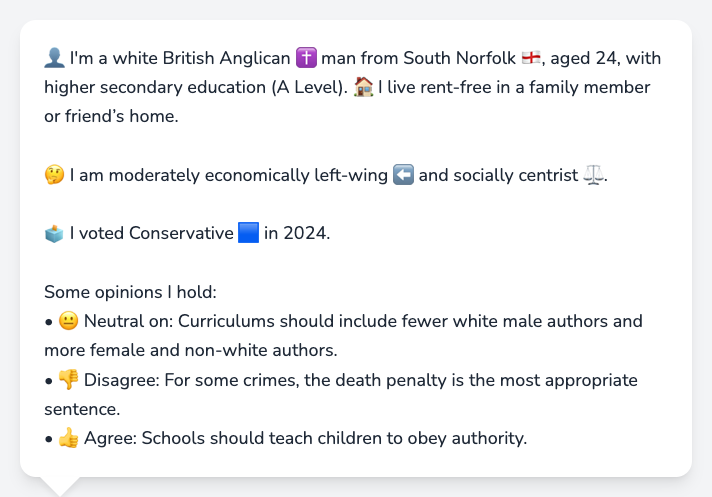 👤 I'm a white British Anglican ✝️ man from South Norfolk 🏴󠁧󠁢󠁥󠁮󠁧󠁿, aged 24, with
higher secondary education (A Level). 🏠 I live rent-free in a family member
or friend’s home.
🤔 I am moderately economically left-wing ⬅️ and socially centrist ⚖️.
🗳️ I voted Conservative 🟦 in 2024.
Some opinions I hold:
• 😐 Neutral on: Curriculums should include fewer white male authors and
more female and non-white authors.
• 👎 Disagree: For some crimes, the death penalty is the most appropriate
sentence.
• 👍 Agree: Schools should teach children to obey authority.